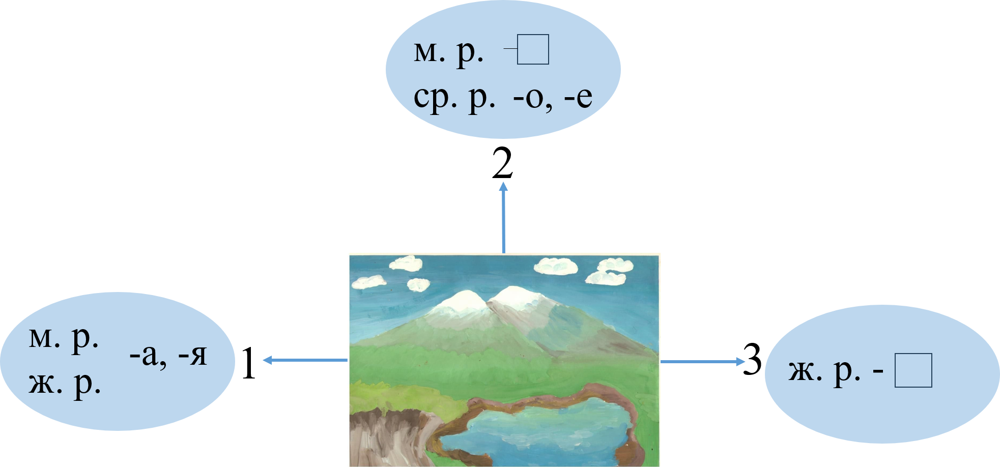 м. р. -
ср. р. -о, -е
2
м. р.
ж. р.
-а, -я
1
3
ж. р. -